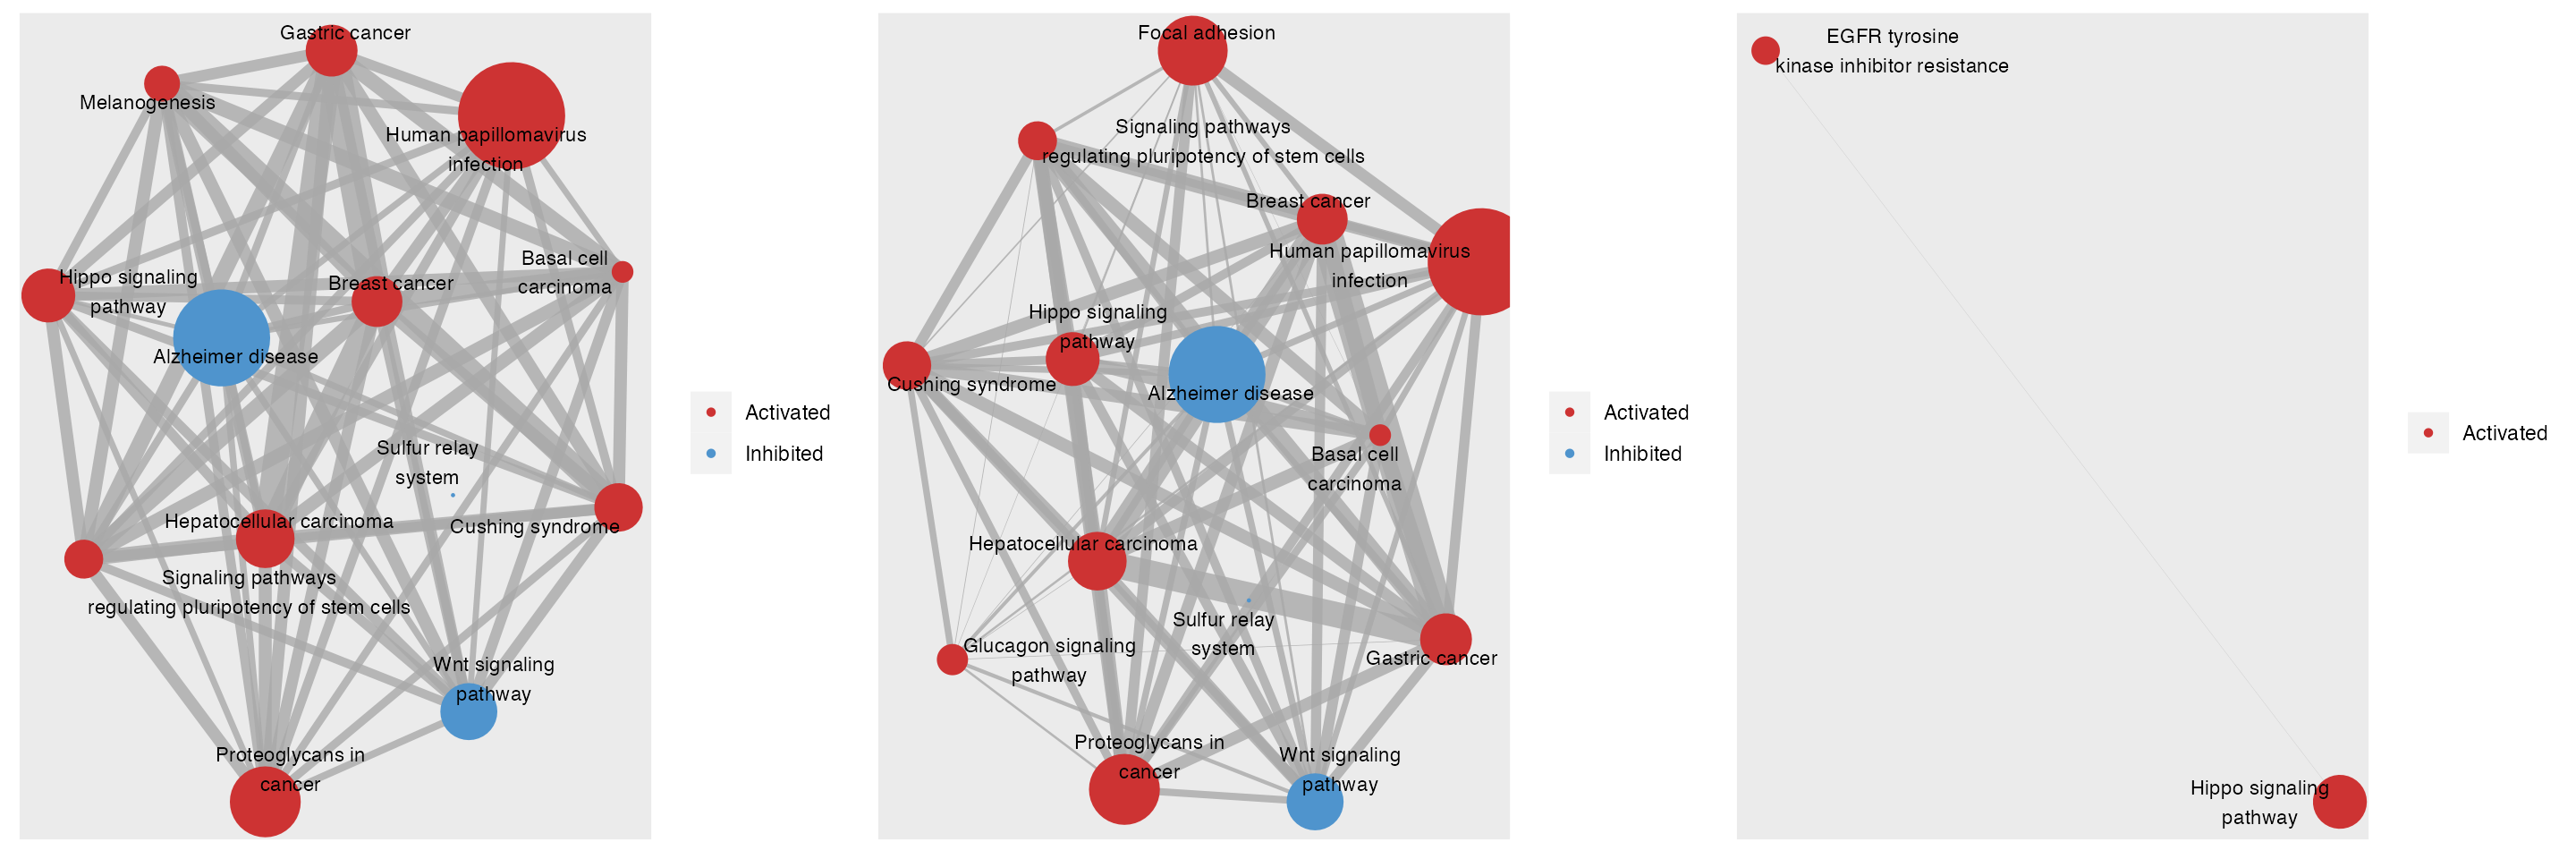 Gastric cancer
Melanogenesis
Human papillomavirus
infection
Hippo signaling
pathway
Breast cancer
Basal cell
carcinoma
Alzheimer disease
Sulfur relay
system
Hepatocellular carcinoma
Cushing syndrome
Signaling pathways
regulating pluripotency of stem cells
Wnt signaling
pathway
Proteoglycans in
cancer
Activated
Inhibited
Focal adhesion
Signaling pathways
regulating pluripotency of stem cells
Breast cancer
Human papillomavirus
infection
Hippo signaling
pathway
Cushing syndrome
Alzheimer disease
Basal cell
carcinoma
Hepatocellular carcinoma
Sulfur relay
system
Glucagon signaling
pathway
Gastric cancer
Proteoglycans in
cancer
Wnt signaling
pathway
Activated
Inhibited
EGFR tyrosine
kinase inhibitor resistance
Hippo signaling
pathway
Activated